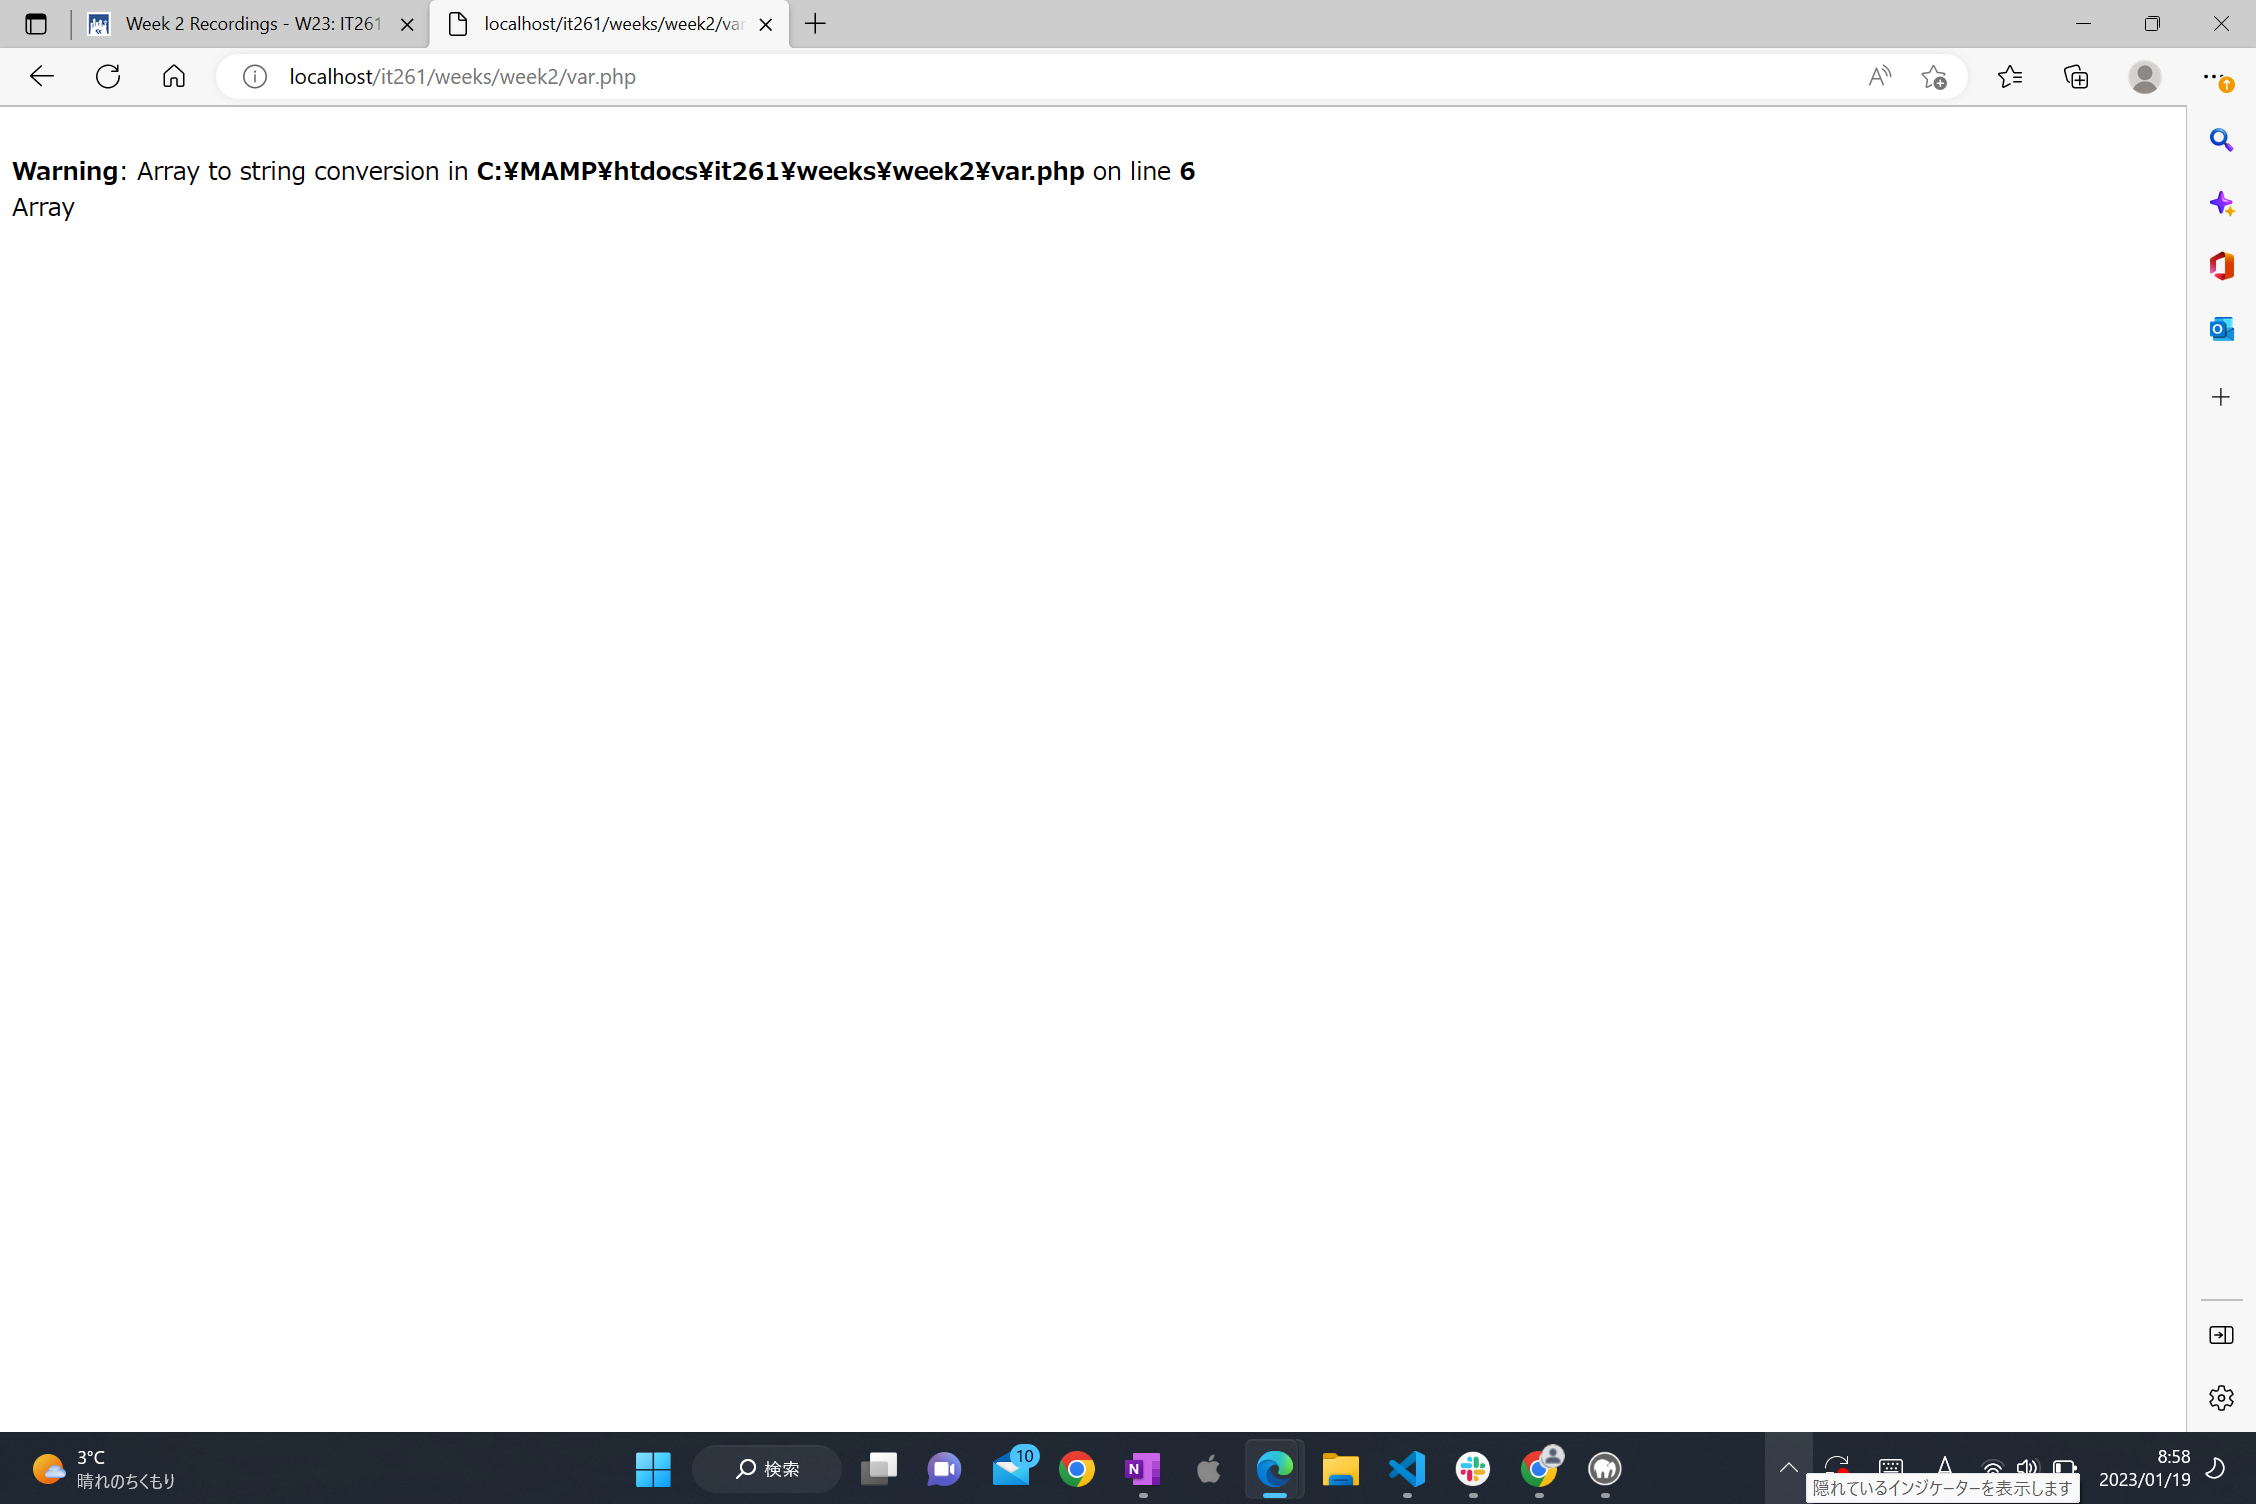 Week 2 Recordings - W23: IT261
localhost/it261/weeks/week2/var
localhost/it261/weeks/week2/var.php
Warning: Array to string conversion in C:¥MAMP¥htdocs¥it261¥weeks¥week2¥var.php on line 6
Array
3°C
晴れのちくもり
検索
10
8:58
2023/01/19
隠れているインジケーターを表示します